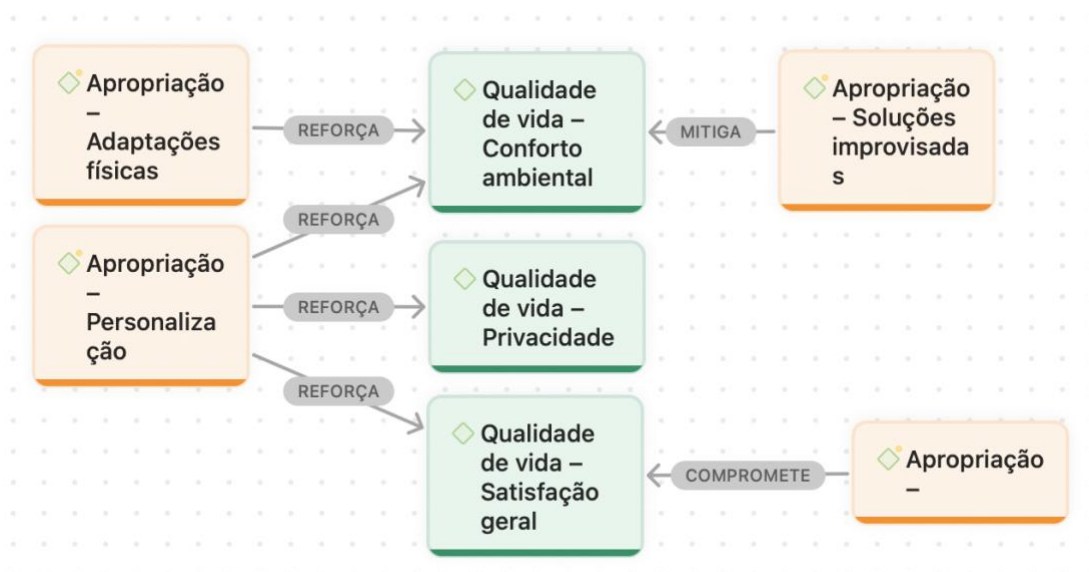 Apropriação
–
Adaptações
físicas
REFORÇA
Qualidade
de vida –
Conforto
ambiental
MITIGA
Apropriação
– Soluções
improvisada
s
REFORÇA
Apropriação
–
Personaliza
ção
REFORÇA
Qualidade
de vida –
Privacidade
REFORÇA
Qualidade
de vida –
Satisfação
geral
COMPROMETE
Apropriação
–